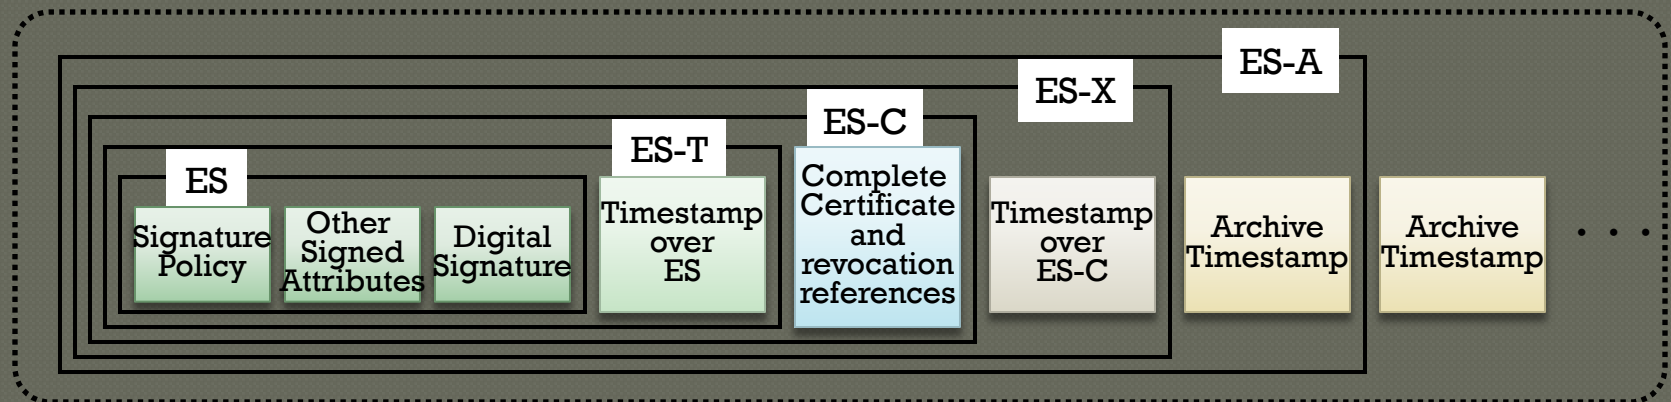 ES-A
ES-X
ES-C
ES-T
ES
Signature
Policy
Other
Signed
Attributes
Digital
Signature
Timestamp
over
ES
Complete
Certificate
and
revocation
references
Timestamp
over
ES-C
Archive
Timestamp
Archive
Timestamp
. . .